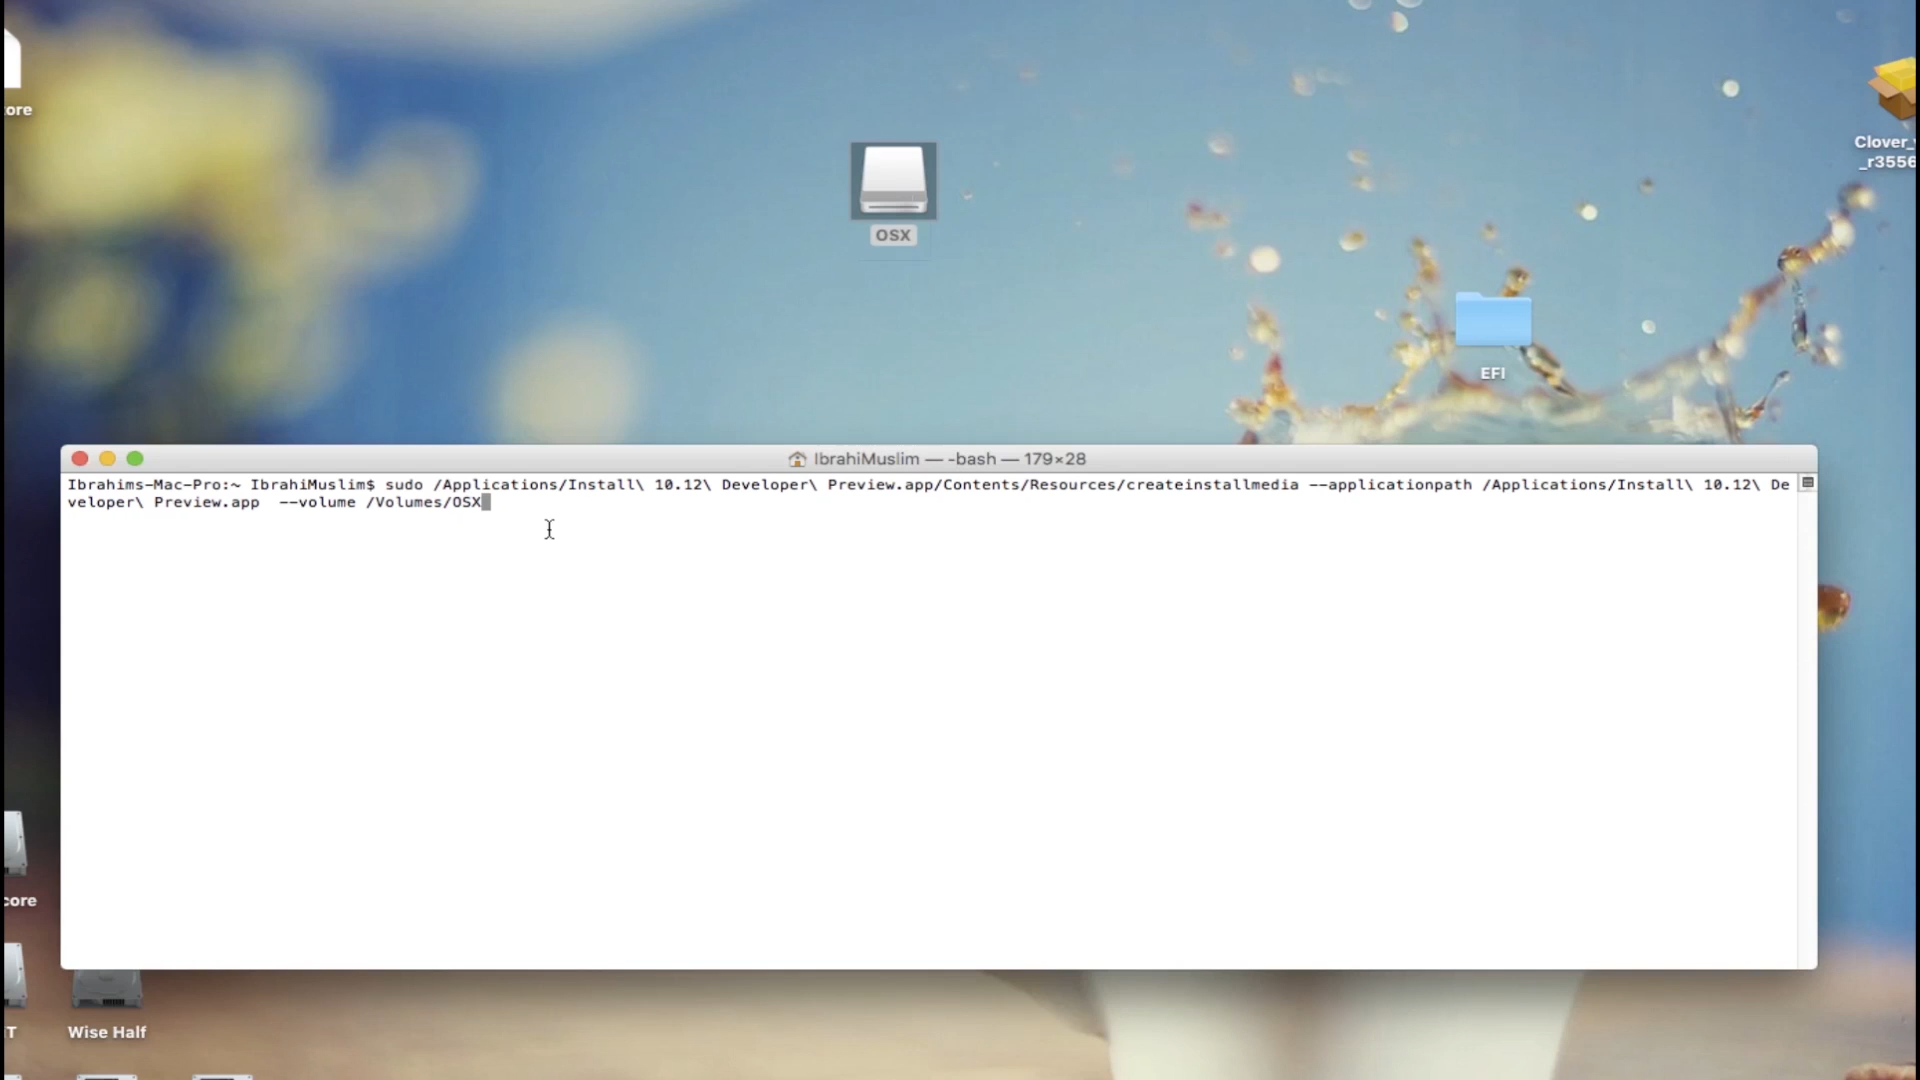 ore
OSX
Clover_
_r3556
EFI
IbrahiMuslim — -bash — 179×28
Ibrahims-Mac-Pro:~ IbrahiMuslim$ sudo /Applications/Install\ 10.12\ Developer\ Preview.app/Contents/Resources/createinstallmedia --applicationpath /Applications/Install\ 10.12\ De
veloper\ Preview.app  --volume /Volumes/OSX
core
T
Wise Half